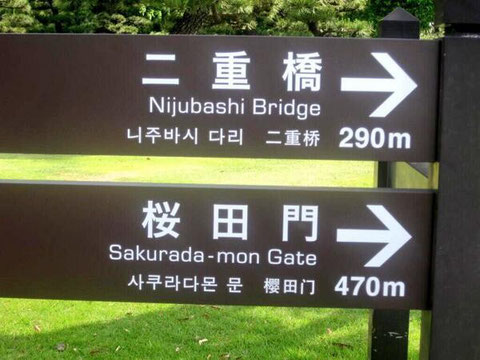 二重橋
Nijubashi Bridge
니주바시 다리 二重桥 290m
桜田門
Sakurada-mon Gate
사쿠라다몬 문 櫻田门 470m